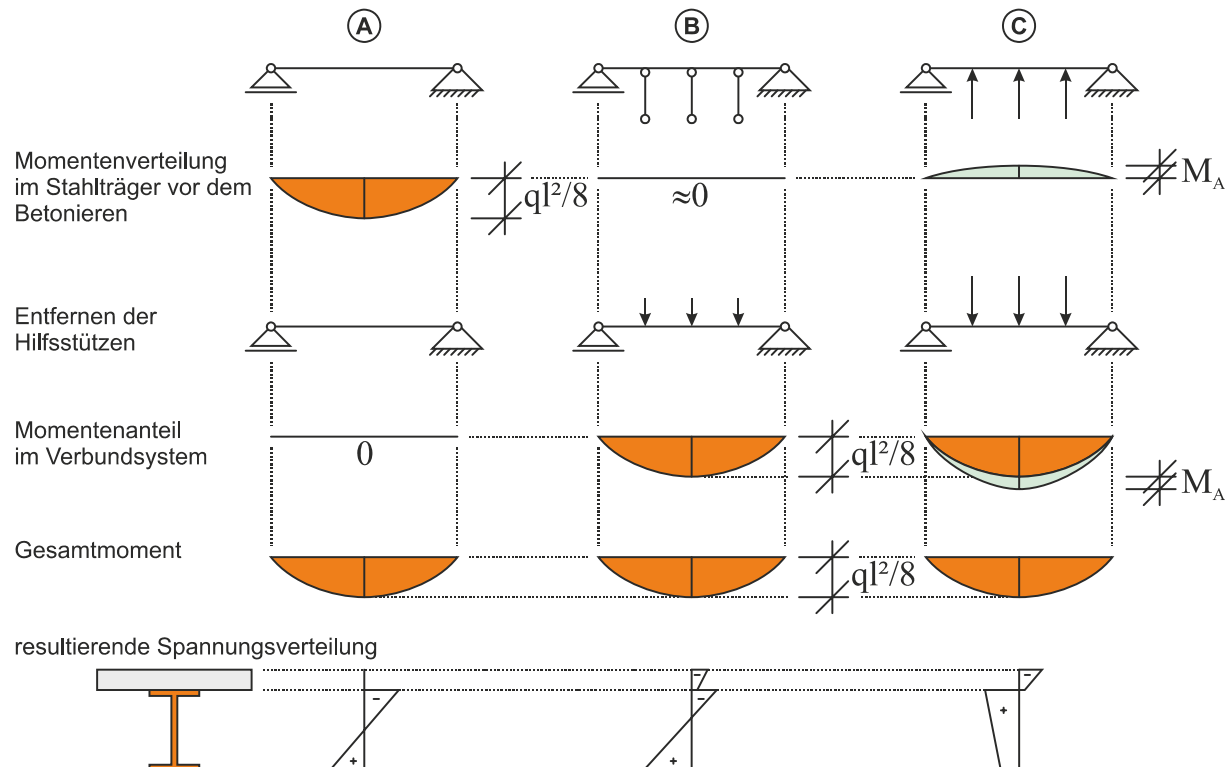 A
B
C
Momentenverteilung
im Stahlträger vor dem
Betonieren
ql²/8
≈0
M_A
Entfernen der
Hilfsstützen
Momentenanteil
im Verbundsystem
0
ql²/8
M_A
Gesamtmoment
ql²/8
resultierende Spannungsverteilung
-
-
+
-
+
-
+